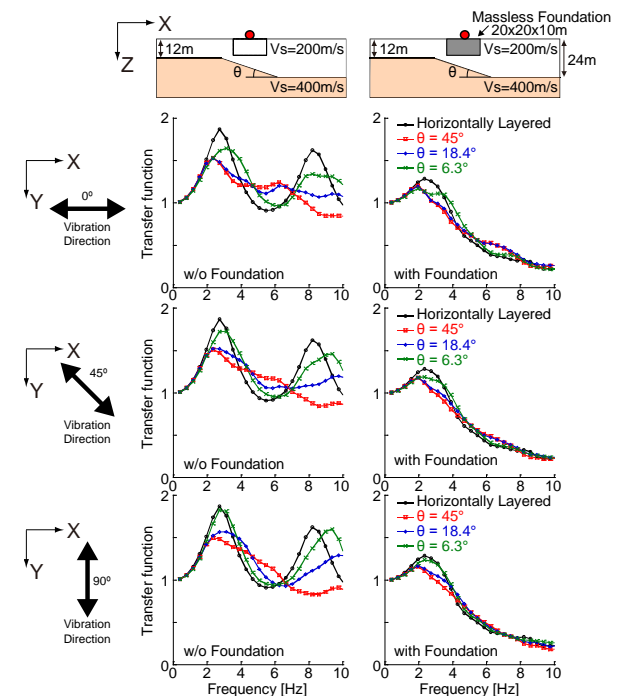 X
Z
12m
Vs=200m/s
θ
Vs=400m/s
Massless Foundation
20x20x10m
12m
Vs=200m/s
24m
θ
Vs=400m/s
X
Y
0º
Vibration
Direction
Transfer function
2
1
0
w/o Foundation
0 2 4 6 8 10
2
1
0
Horizontally Layered
θ = 45°
θ = 18.4°
θ = 6.3°
with Foundation
0 2 4 6 8 10
X
Y
45º
Vibration
Direction
Transfer function
2
1
0
w/o Foundation
0 2 4 6 8 10
2
1
0
Horizontally Layered
θ = 45°
θ = 18.4°
θ = 6.3°
with Foundation
0 2 4 6 8 10
X
Y
90º
Vibration
Direction
Transfer function
2
1
0
w/o Foundation
0 2 4 6 8 10
Frequency [Hz]
2
1
0
Horizontally Layered
θ = 45°
θ = 18.4°
θ = 6.3°
with Foundation
0 2 4 6 8 10
Frequency [Hz]